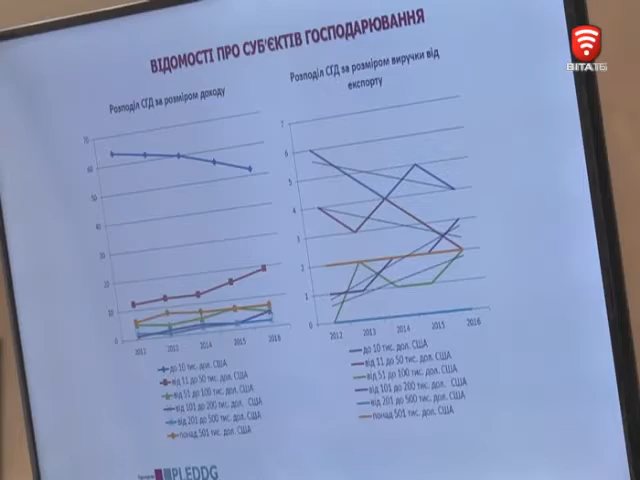 ВІТАТБ
ВІДОМОСТІ ПРО СУБ'ЄКТІВ ГОСПОДАРЮВАННЯ
Розподіл СГД за розміром доходу
70
60
50
40
30
20
10
0
2012 2013 2014 2015 2016
до 10 тис. дол. США
від 11 до 50 тис. дол. США
від 51 до 100 тис. дол. США
від 101 до 200 тис. дол. США
від 201 до 500 тис. дол. США
понад 501 тис. дол. США
Розподіл СГД за розміром виручки від
експорту
7
6
5
4
3
2
1
0
2012 2013 2014 2015 2016
до 10 тис. дол. США
від 11 до 50 тис. дол. США
від 51 до 100 тис. дол. США
від 101 до 200 тис. дол. США
від 201 до 500 тис. дол. США
понад 501 тис. дол. США
PLEDDG